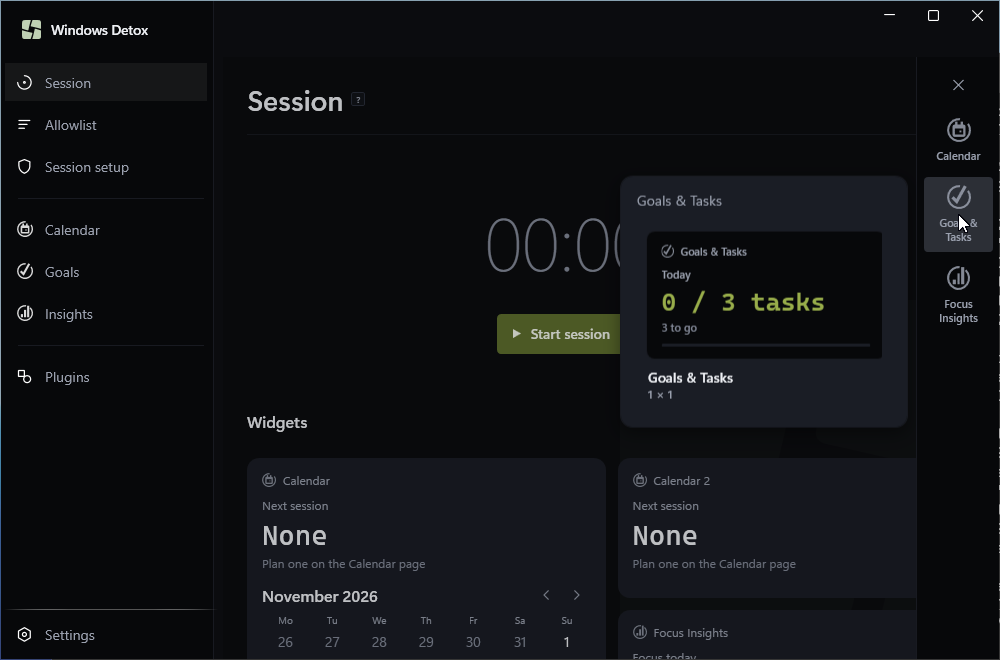 Windows Detox
Session
Allowlist
Session setup
Calendar
Goals
Insights
Plugins
Settings
Session ?
Start session
Widgets
Calendar
Next session
None
Plan one on the Calendar page
November 2026
Mo Tu We Th Fr Sa Su
26 27 28 29 30 31 1
Calendar 2
Next session
None
Plan one on the Calendar page
Focus Insights
Focus today
Goals & Tasks
Goals & Tasks
Today
0 / 3 tasks
3 to go
Goals & Tasks
1 × 1
Calendar
Goals &
Tasks
Focus
Insights